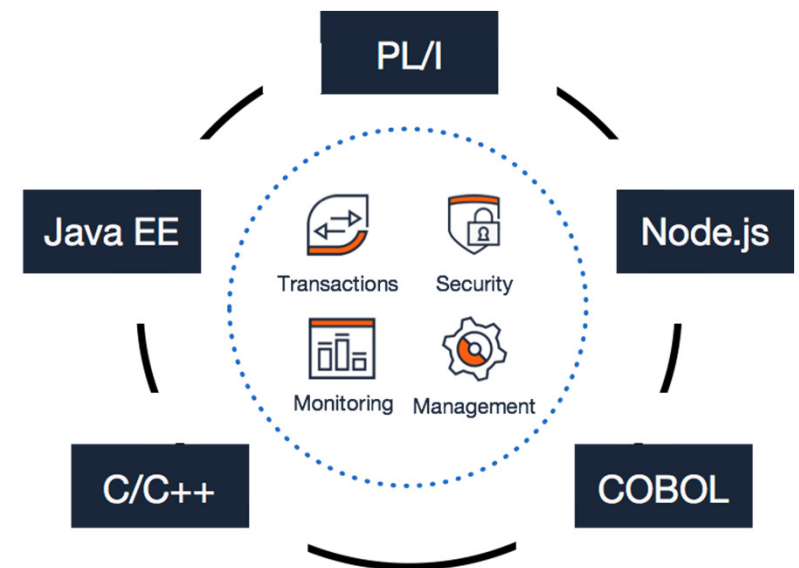 PL/I
Java EE
Node.js
Transactions
Security
Monitoring
Management
C/C++
COBOL